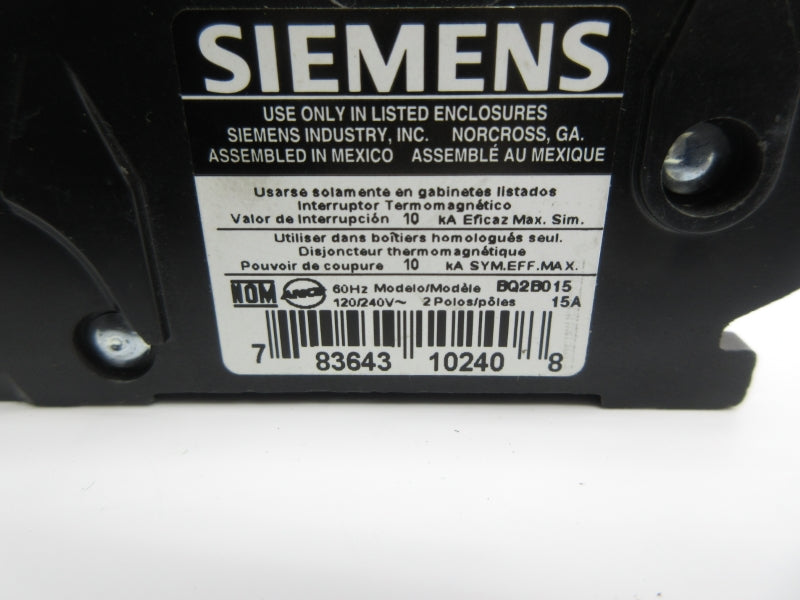 SIEMENS
USE ONLY IN LISTED ENCLOSURES
SIEMENS INDUSTRY, INC. NORCROSS, GA.
ASSEMBLED IN MEXICO ASSEMBLÉ AU MEXIQUE
Usarse solamente en gabinetes listados
Interruptor Termomagnético
Valor de Interrupción 10 kA Eficaz Max. Sim.
Utiliser dans boîtiers homologués seul.
Disjoncteur thermomagnétique
Pouvoir de coupure 10 kA SYM.EFF.MAX.
NOM ANCE 60Hz Modelo/Modèle BQ2B015
120/240V~ 2 Polos/pôles 15A
7 83643 10240 8